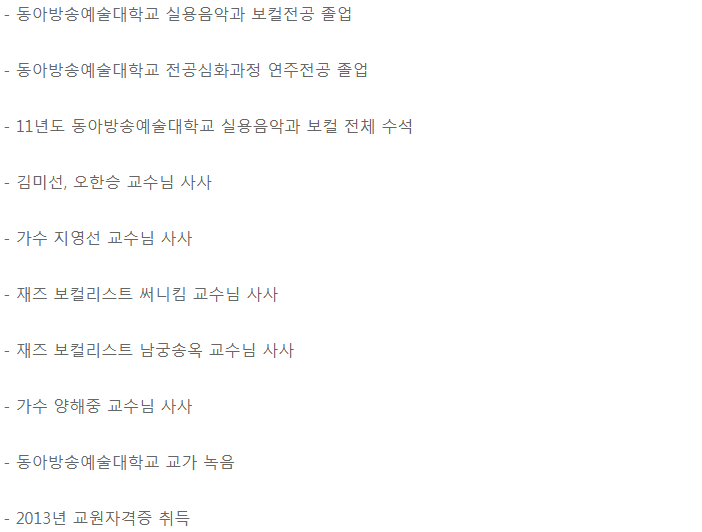 - 동아방송예술대학교 실용음악과 보컬전공 졸업
- 동아방송예술대학교 전공심화과정 연주전공 졸업
- 11년도 동아방송예술대학교 실용음악과 보컬 전체 수석
- 김미선, 오한승 교수님 사사
- 가수 지영선 교수님 사사
- 재즈 보컬리스트 써니킴 교수님 사사
- 재즈 보컬리스트 남궁송옥 교수님 사사
- 가수 양해중 교수님 사사
- 동아방송예술대학교 교가 녹음
- 2013년 교원자격증 취득